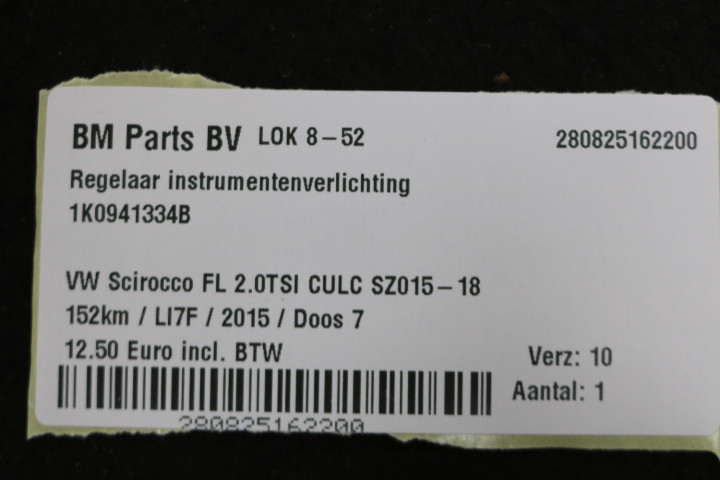 BM Parts BV LOK 8-52 280825162200
Regelaar instrumentenverlichting
1K0941334B
VW Scirocco FL 2.0TSI CULC SZ015-18
152km / LI7F / 2015 / Doos 7
12.50 Euro incl. BTW Verz: 10
Aantal: 1
280825162200